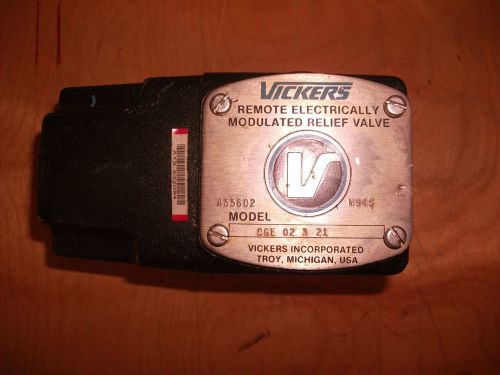 VICKERS
REMOTE ELECTRICALLY
MODULATED RELIEF VALVE
V
MODEL
CGE 02 3 21
VICKERS INCORPORATED
TROY, MICHIGAN, USA